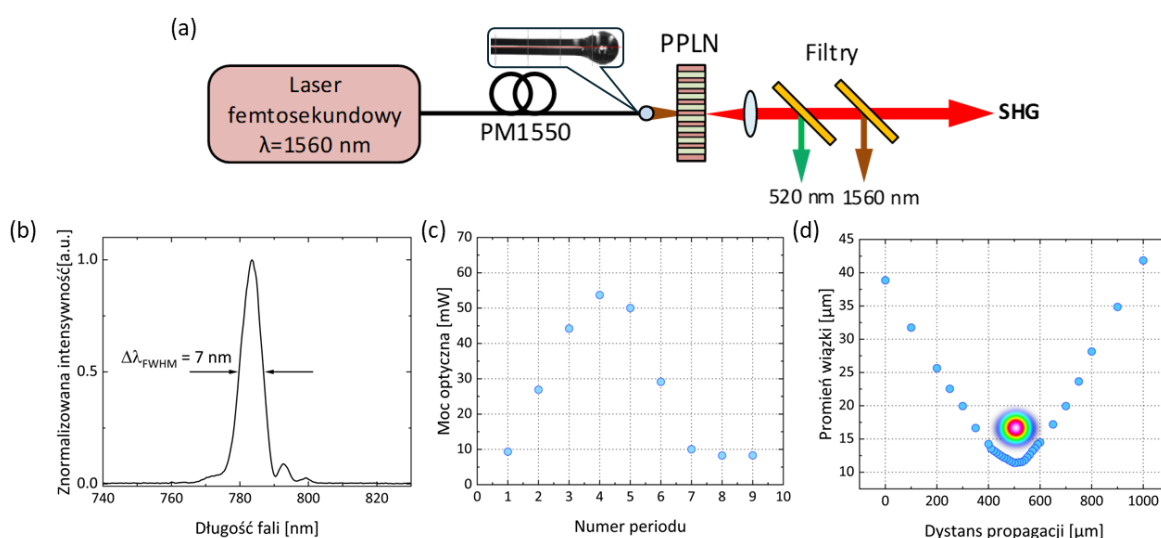 (a)
Laser
femtosekundowy
λ=1560 nm
PM1550
PPLN
Filtry
SHG
520 nm
1560 nm
(b)
Znormalizowana intensywność[a.u.]
1.0
0.5
0.0
Δλ_FWHM = 7 nm
740
760
780
800
820
Długość fali [nm]
(c)
Moc optyczna [mW]
70
60
50
40
30
20
10
0
0 1 2 3 4 5 6 7 8 9 10
Numer periodu
(d)
Promień wiązki [µm]
45
40
35
30
25
20
15
10
0 200 400 600 800 1000
Dystans propagacji [µm]